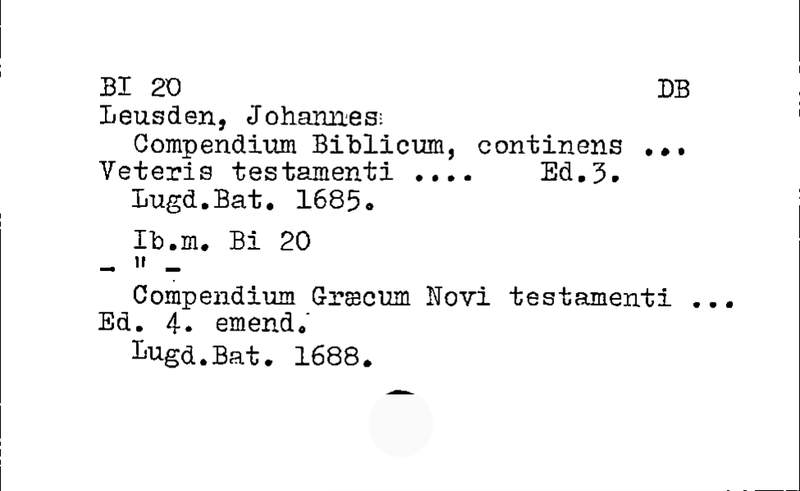 BI 20 DB
Leusden, Johannes:
Compendium Biblicum, continens ...
Veteris testamenti .... Ed.3.
Lugd.Bat. 1685.
Ib.m. Bi 20
- " -
Compendium Græcum Novi testamenti ...
Ed. 4. emend.
Lugd.Bat. 1688.